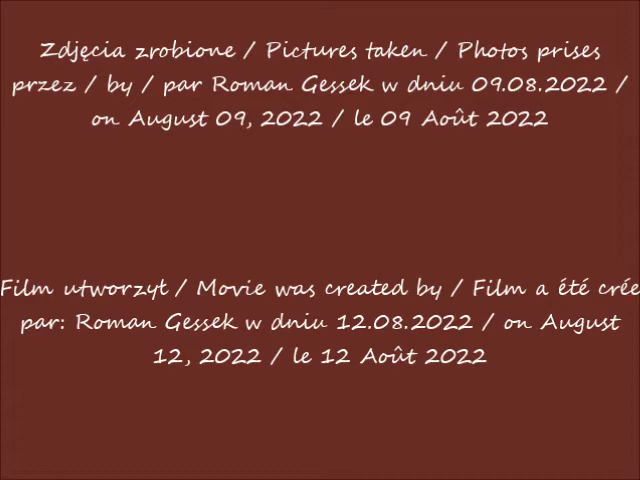 Zdjęcia zrobione / Pictures taken / Photos prises
przez / by / par Roman Gessek w dniu 09.08.2022 /
on August 09, 2022 / le 09 Août 2022
Film utworzył / Movie was created by / Film a été crée
par: Roman Gessek w dniu 12.08.2022 / on August
12, 2022 / le 12 Août 2022